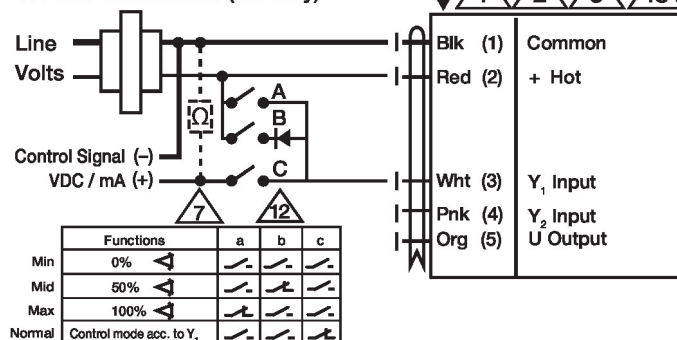 Line
Volts
Control Signal (–)
VDC / mA (+)
Ω
A
B
C
7
12
Blk (1) Common
Red (2) + Hot
Wht (3) Y1 Input
Pnk (4) Y2 Input
Org (5) U Output
Functions a b c
Min 0%
Mid 50%
Max 100%
Normal Control mode acc. to Y1